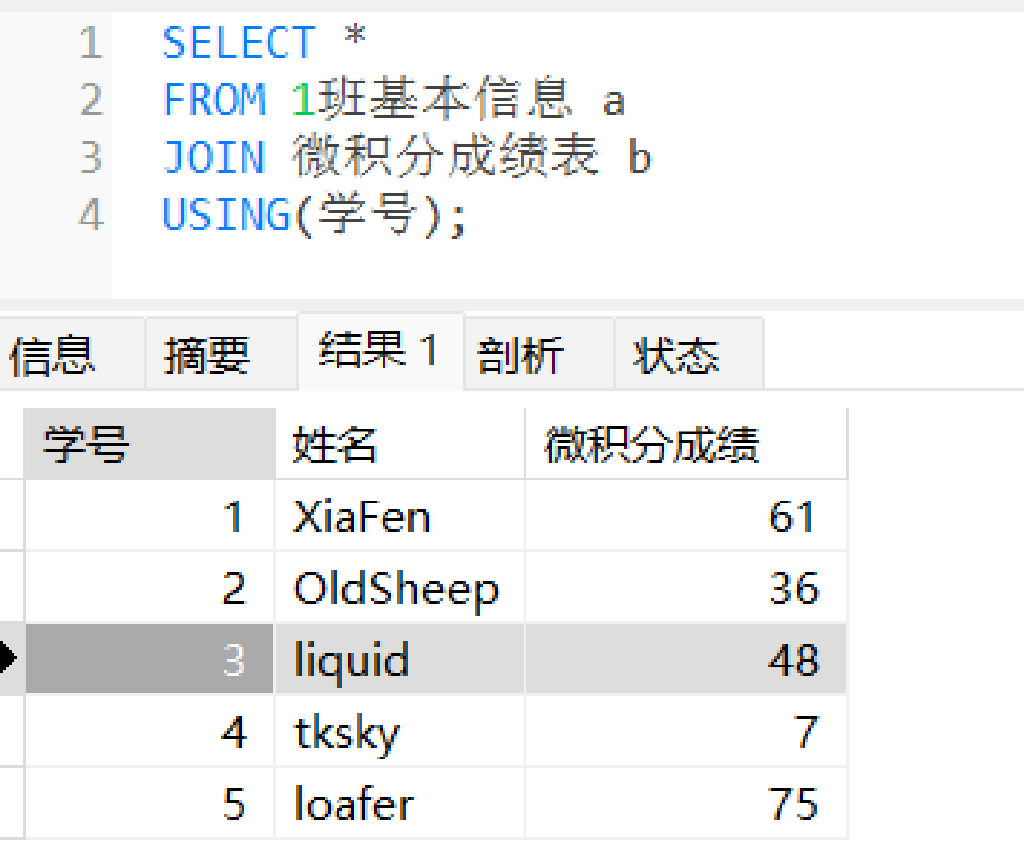 1 SELECT *
2 FROM 1班基本信息 a
3 JOIN 微积分成绩表 b
4 USING(学号);
信息 摘要 结果 1 剖析 状态
学号 姓名 微积分成绩
1 XiaFen 61
2 OldSheep 36
3 liquid 48
4 tksky 7
5 loafer 75